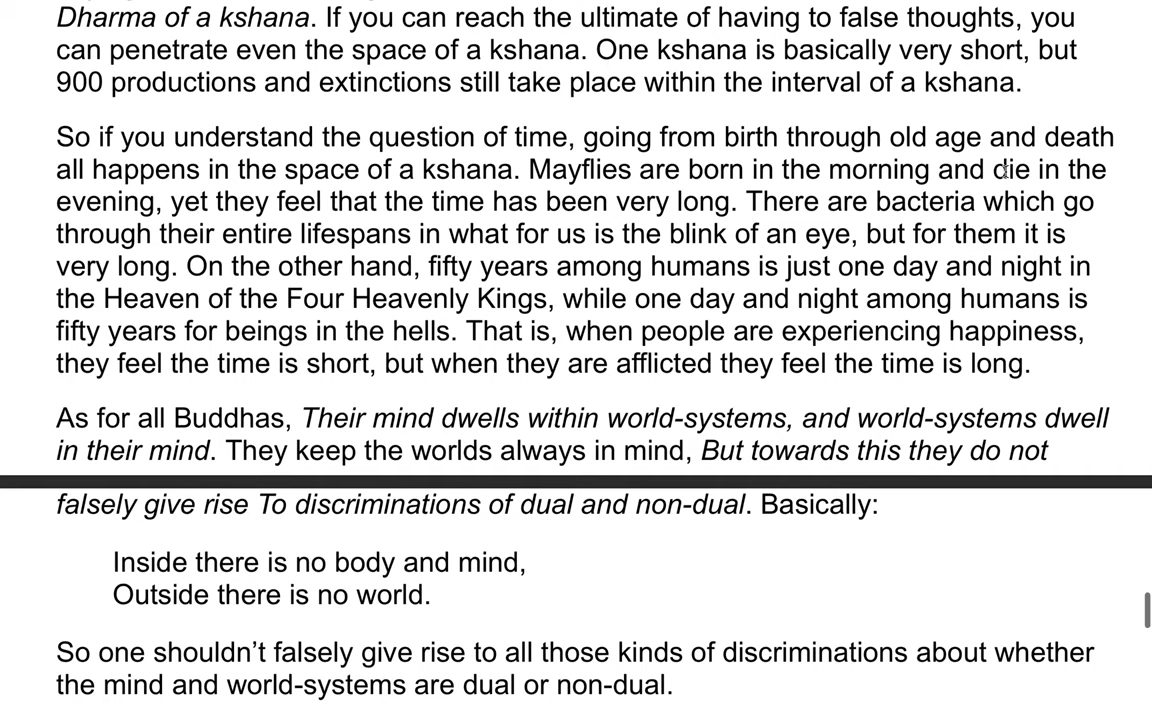 Dharma of a kshana. If you can reach the ultimate of having to false thoughts, you
can penetrate even the space of a kshana. One kshana is basically very short, but
900 productions and extinctions still take place within the interval of a kshana.
So if you understand the question of time, going from birth through old age and death
all happens in the space of a kshana. Mayflies are born in the morning and die in the
evening, yet they feel that the time has been very long. There are bacteria which go
through their entire lifespans in what for us is the blink of an eye, but for them it is
very long. On the other hand, fifty years among humans is just one day and night in
the Heaven of the Four Heavenly Kings, while one day and night among humans is
fifty years for beings in the hells. That is, when people are experiencing happiness,
they feel the time is short, but when they are afflicted they feel the time is long.
As for all Buddhas, Their mind dwells within world-systems, and world-systems dwell
in their mind. They keep the worlds always in mind, But towards this they do not
falsely give rise To discriminations of dual and non-dual. Basically:
Inside there is no body and mind,
Outside there is no world.
So one shouldn’t falsely give rise to all those kinds of discriminations about whether
the mind and world-systems are dual or non-dual.